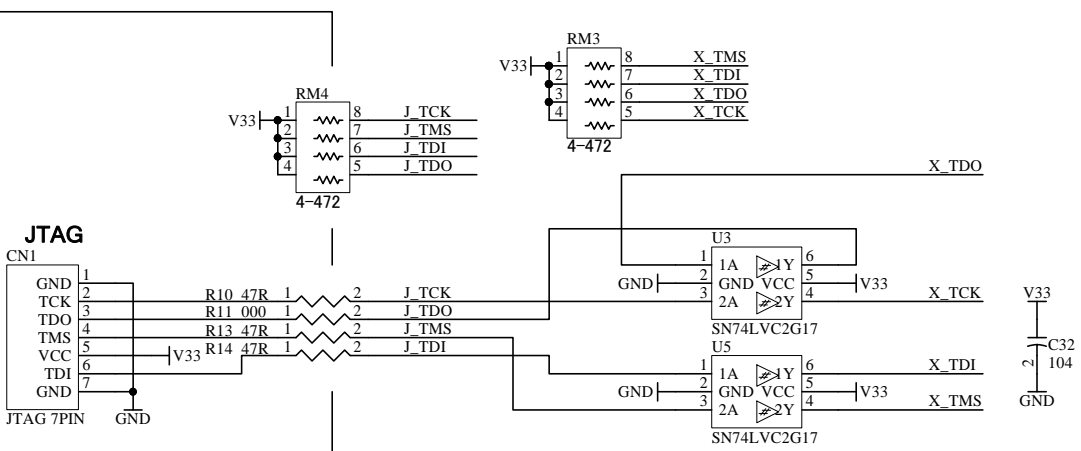 RM3
V33 1 8 X_TMS
2 7 X_TDI
3 6 X_TDO
4 5 X_TCK
4-472
RM4
V33 1 8 J_TCK
2 7 J_TMS
3 6 J_TDI
4 5 J_TDO
4-472
X_TDO
JTAG
CN1
GND 1
TCK 2
TDO 3
TMS 4
VCC 5
TDI 6
GND 7
JTAG 7PIN
GND
V33
R10 47R 1 2 J_TCK
R11 000 1 2 J_TDO
R13 47R 1 2 J_TMS
R14 47R 1 2 J_TDI
U3
1 1A 1Y 6
GND 2 GND VCC 5 V33
3 2A 2Y 4 X_TCK
SN74LVC2G17
U5
1 1A 1Y 6 X_TDI
GND 2 GND VCC 5 V33
3 2A 2Y 4 X_TMS
SN74LVC2G17
V33
C32
2 104
GND